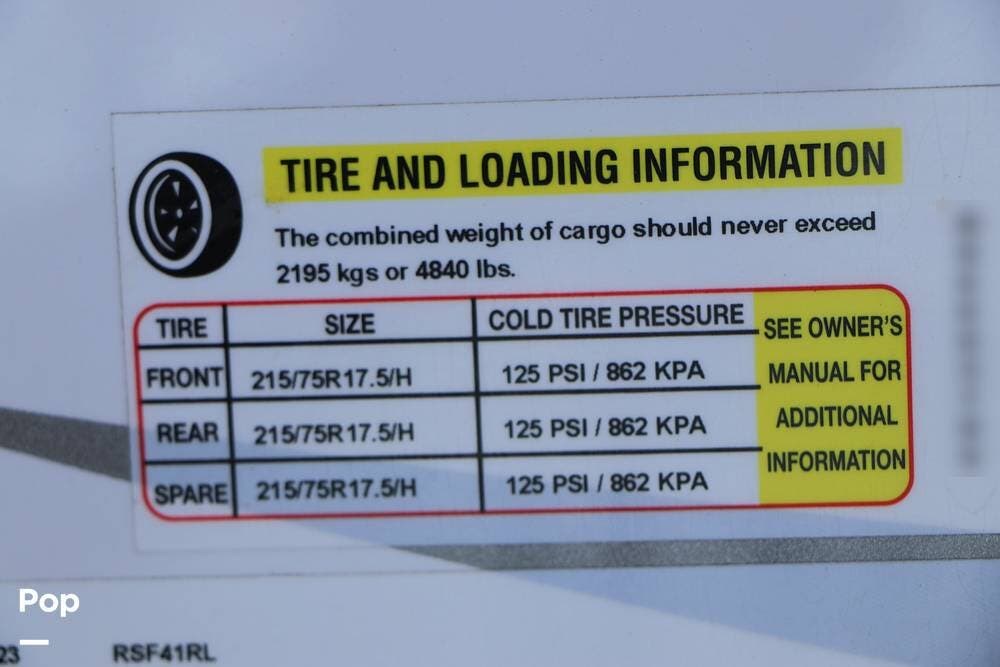 TIRE AND LOADING INFORMATION
The combined weight of cargo should never exceed
2195 kgs or 4840 lbs.
TIRE SIZE COLD TIRE PRESSURE
FRONT 215/75R17.5/H 125 PSI / 862 KPA
REAR 215/75R17.5/H 125 PSI / 862 KPA
SPARE 215/75R17.5/H 125 PSI / 862 KPA
SEE OWNER'S
MANUAL FOR
ADDITIONAL
INFORMATION
Pop
23 RSF41RL